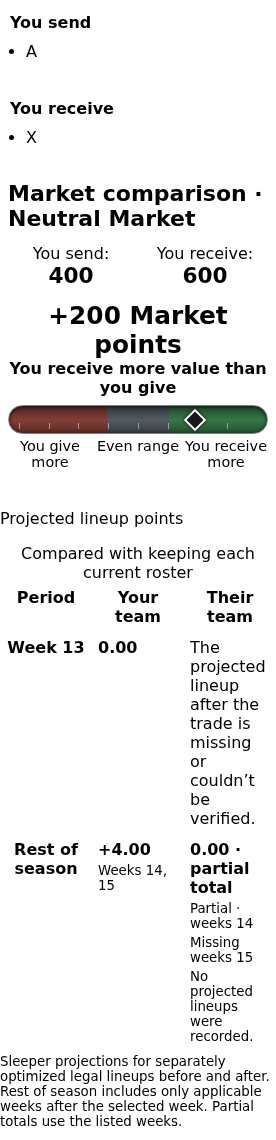 You send
• A
You receive
• X
Market comparison ·
Neutral Market
You send:
400
You receive:
600
+200 Market
points
You receive more value than
you give
You give
more
Even range
You receive
more
Projected lineup points
Compared with keeping each
current roster
Period
Your
team
Their
team
Week 13
0.00
The
projected
lineup
after the
trade is
missing
or
couldn’t
be
verified.
Rest of
season
+4.00
Weeks 14,
15
0.00 ·
partial
total
Partial ·
weeks 14
Missing
weeks 15
No
projected
lineups
were
recorded.
Sleeper projections for separately
optimized legal lineups before and after.
Rest of season includes only applicable
weeks after the selected week. Partial
totals use the listed weeks.